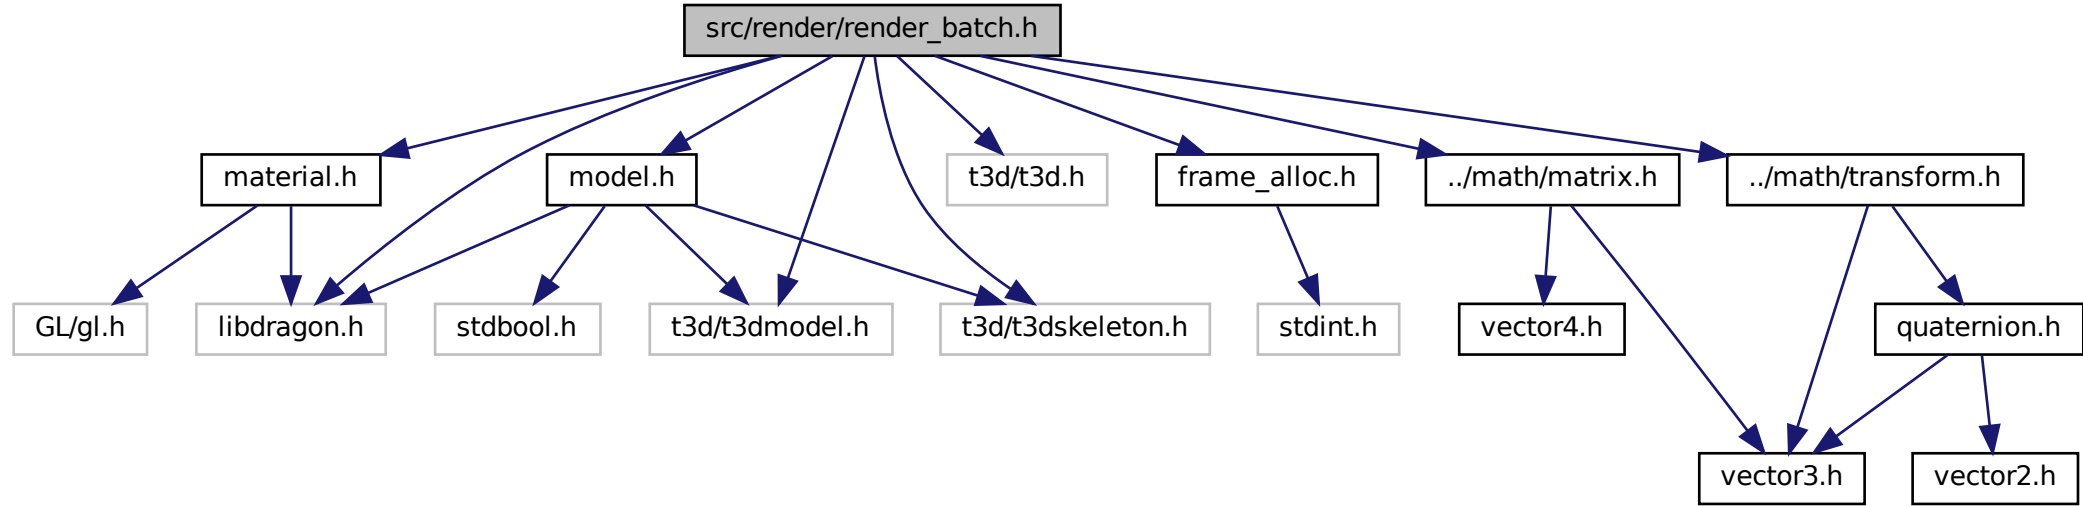 src/render/render_batch.h
material.h
model.h
t3d/t3d.h
frame_alloc.h
../math/matrix.h
../math/transform.h
GL/gl.h
libdragon.h
stdbool.h
t3d/t3dmodel.h
t3d/t3dskeleton.h
stdint.h
vector4.h
quaternion.h
vector3.h
vector2.h